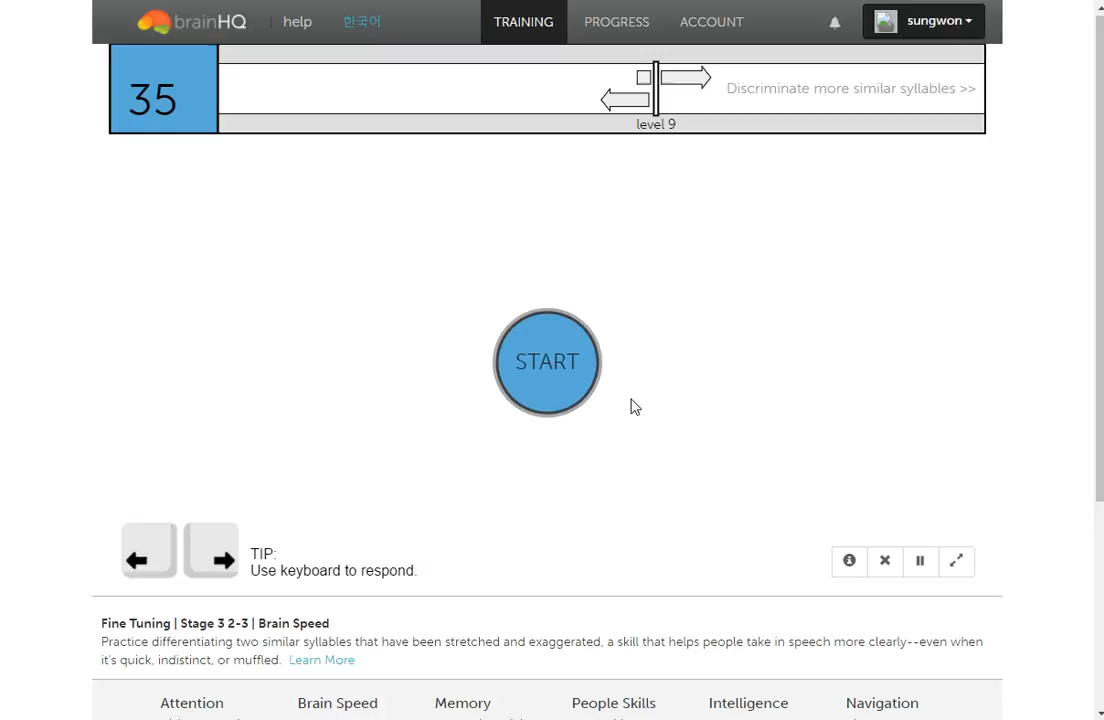 brainHQ help 한국어 TRAINING PROGRESS ACCOUNT sungwon
35
Discriminate more similar syllables >>
level 9
START
TIP:
Use keyboard to respond.
Fine Tuning | Stage 3 2-3 | Brain Speed
Practice differentiating two similar syllables that have been stretched and exaggerated, a skill that helps people take in speech more clearly--even when
it's quick, indistinct, or muffled. Learn More
Attention Brain Speed Memory People Skills Intelligence Navigation